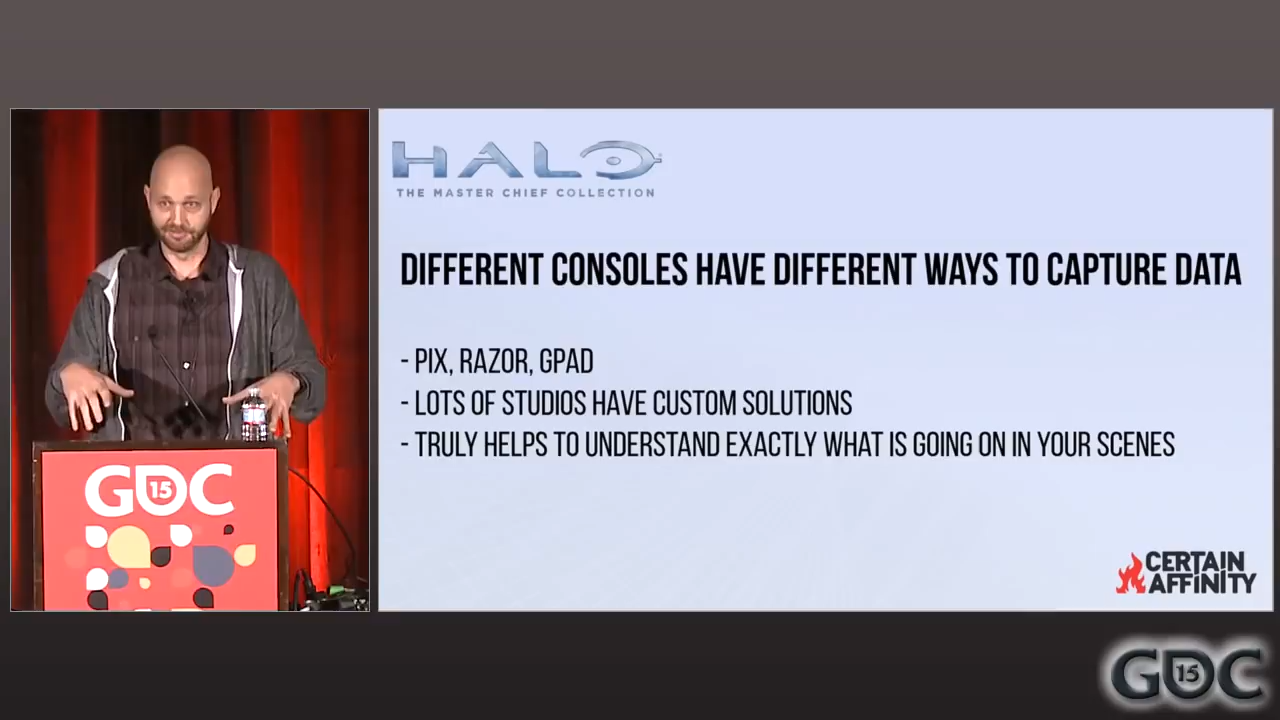 HALO
THE MASTER CHIEF COLLECTION
DIFFERENT CONSOLES HAVE DIFFERENT WAYS TO CAPTURE DATA
- PIX, RAZOR, GPAD
- LOTS OF STUDIOS HAVE CUSTOM SOLUTIONS
- TRULY HELPS TO UNDERSTAND EXACTLY WHAT IS GOING ON IN YOUR SCENES
GDC 15
CERTAIN
AFFINITY
GDC 15